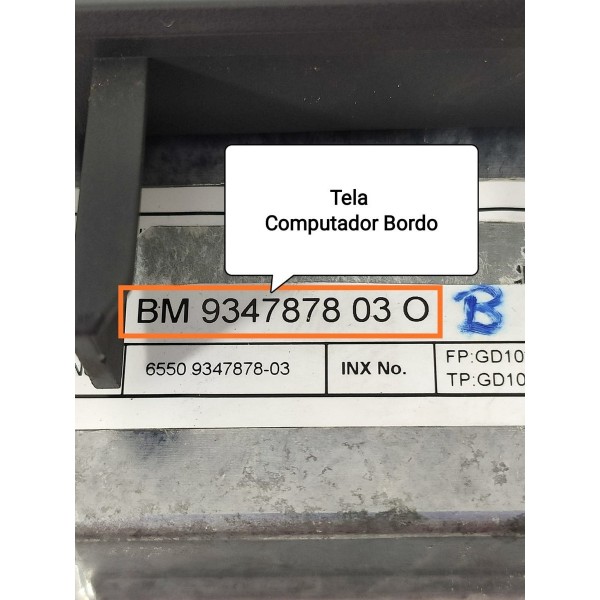 Tela
Computador Bordo
BM 9347878 03 O
B
6550 9347878-03
INX No.
FP:GD10
TP:GD10